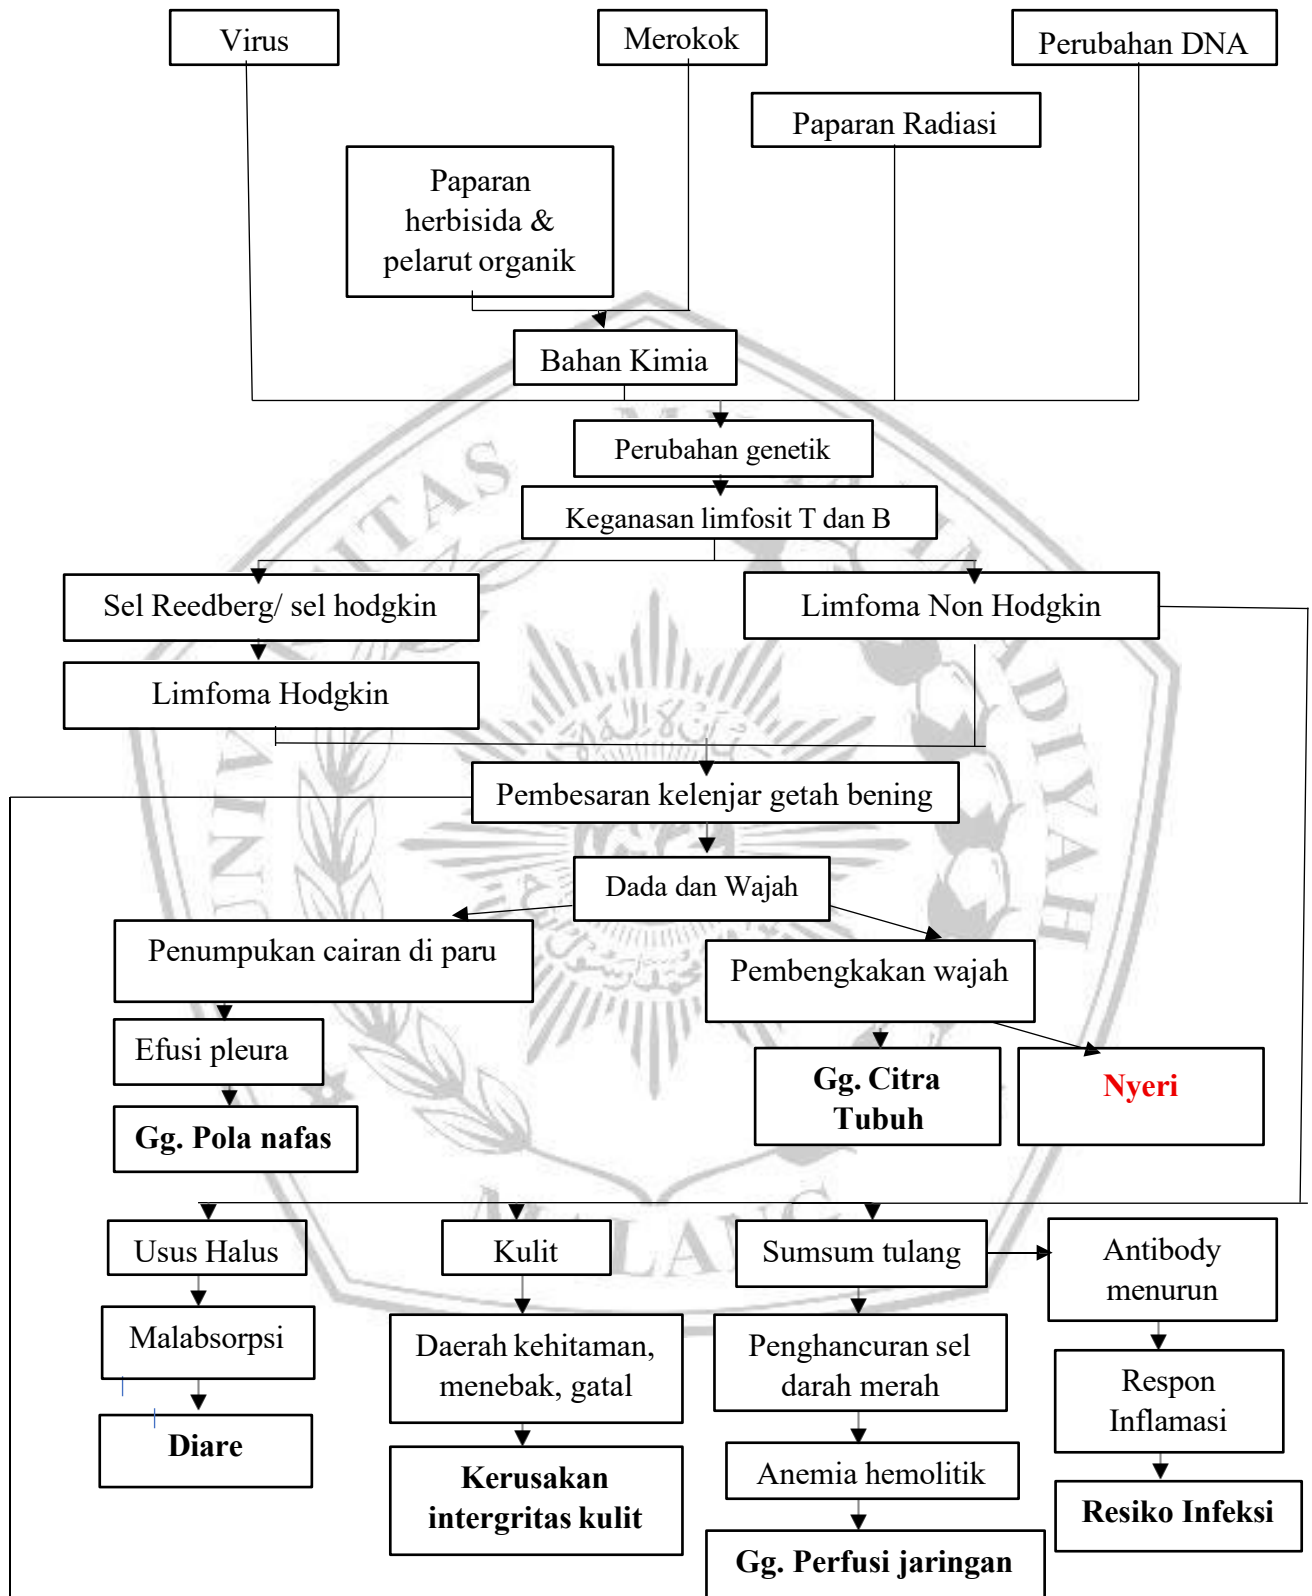 Virus
Merokok
Perubahan DNA
Paparan Radiasi
Paparan
herbisida &
pelarut organik
Bahan Kimia
Perubahan genetik
Keganasan limfosit T dan B
Sel Reedberg/ sel hodgkin
Limfoma Non Hodgkin
Limfoma Hodgkin
Pembesaran kelenjar getah bening
Dada dan Wajah
Penumpukan cairan di paru
Pembengkakan wajah
Efusi pleura
Gg. Citra
Tubuh
Nyeri
Gg. Pola nafas
Usus Halus
Kulit
Sumsum tulang
Antibody
menurun
Malabsorpsi
Daerah kehitaman,
menebak, gatal
Penghancuran sel
darah merah
Respon
Inflamasi
Diare
Kerusakan
intergritas kulit
Anemia hemolitik
Resiko Infeksi
Gg. Perfusi jaringan
MALANG